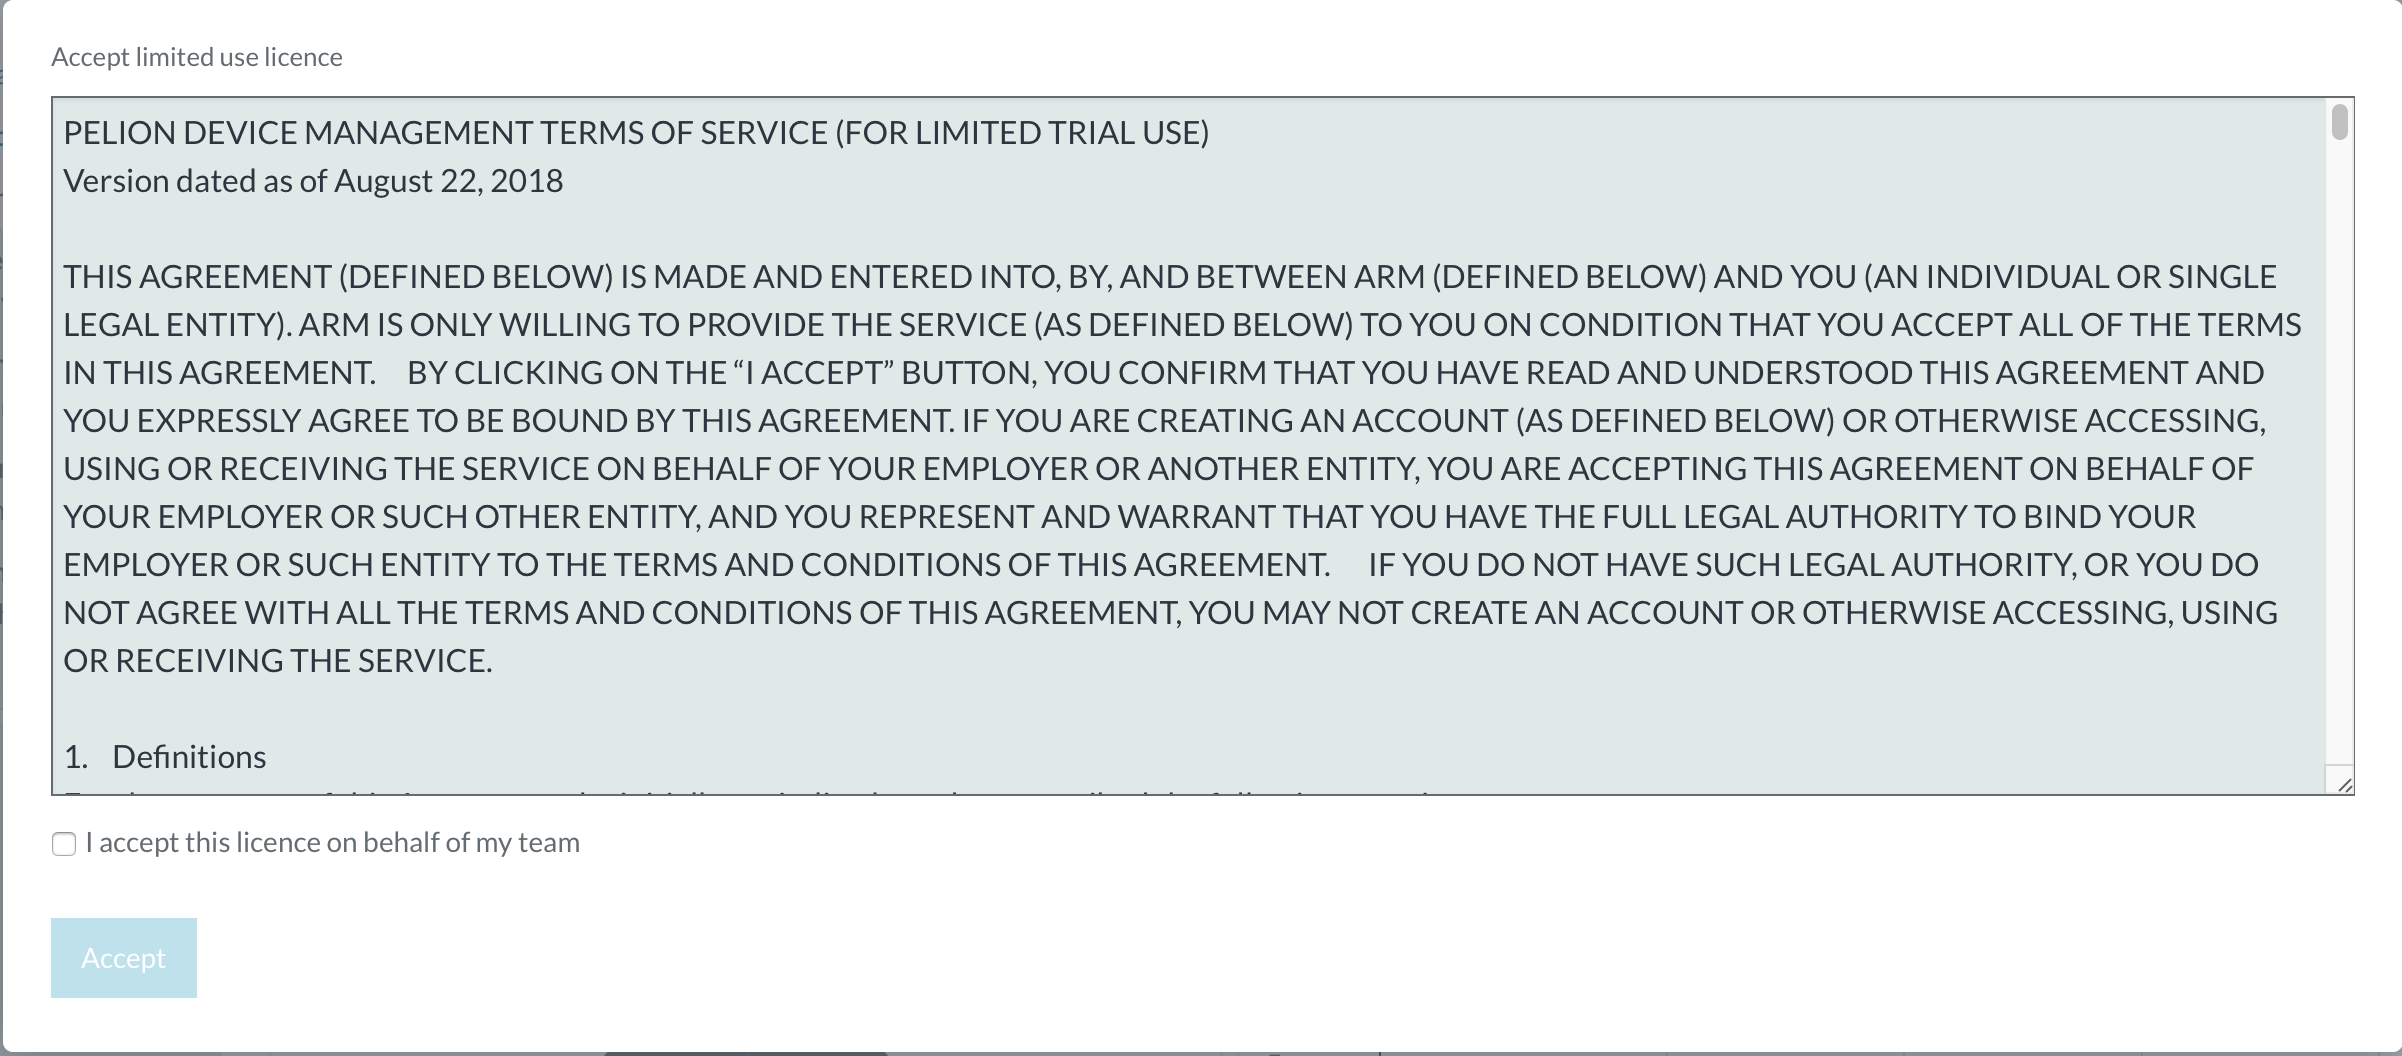 Accept limited use licence
PELION DEVICE MANAGEMENT TERMS OF SERVICE (FOR LIMITED TRIAL USE)
Version dated as of August 22, 2018
THIS AGREEMENT (DEFINED BELOW) IS MADE AND ENTERED INTO, BY, AND BETWEEN ARM (DEFINED BELOW) AND YOU (AN INDIVIDUAL OR SINGLE
LEGAL ENTITY). ARM IS ONLY WILLING TO PROVIDE THE SERVICE (AS DEFINED BELOW) TO YOU ON CONDITION THAT YOU ACCEPT ALL OF THE TERMS
IN THIS AGREEMENT. BY CLICKING ON THE “I ACCEPT” BUTTON, YOU CONFIRM THAT YOU HAVE READ AND UNDERSTOOD THIS AGREEMENT AND
YOU EXPRESSLY AGREE TO BE BOUND BY THIS AGREEMENT. IF YOU ARE CREATING AN ACCOUNT (AS DEFINED BELOW) OR OTHERWISE ACCESSING,
USING OR RECEIVING THE SERVICE ON BEHALF OF YOUR EMPLOYER OR ANOTHER ENTITY, YOU ARE ACCEPTING THIS AGREEMENT ON BEHALF OF
YOUR EMPLOYER OR SUCH OTHER ENTITY, AND YOU REPRESENT AND WARRANT THAT YOU HAVE THE FULL LEGAL AUTHORITY TO BIND YOUR
EMPLOYER OR SUCH ENTITY TO THE TERMS AND CONDITIONS OF THIS AGREEMENT. IF YOU DO NOT HAVE SUCH LEGAL AUTHORITY, OR YOU DO
NOT AGREE WITH ALL THE TERMS AND CONDITIONS OF THIS AGREEMENT, YOU MAY NOT CREATE AN ACCOUNT OR OTHERWISE ACCESSING, USING
OR RECEIVING THE SERVICE.
1. Definitions
I accept this licence on behalf of my team
Accept